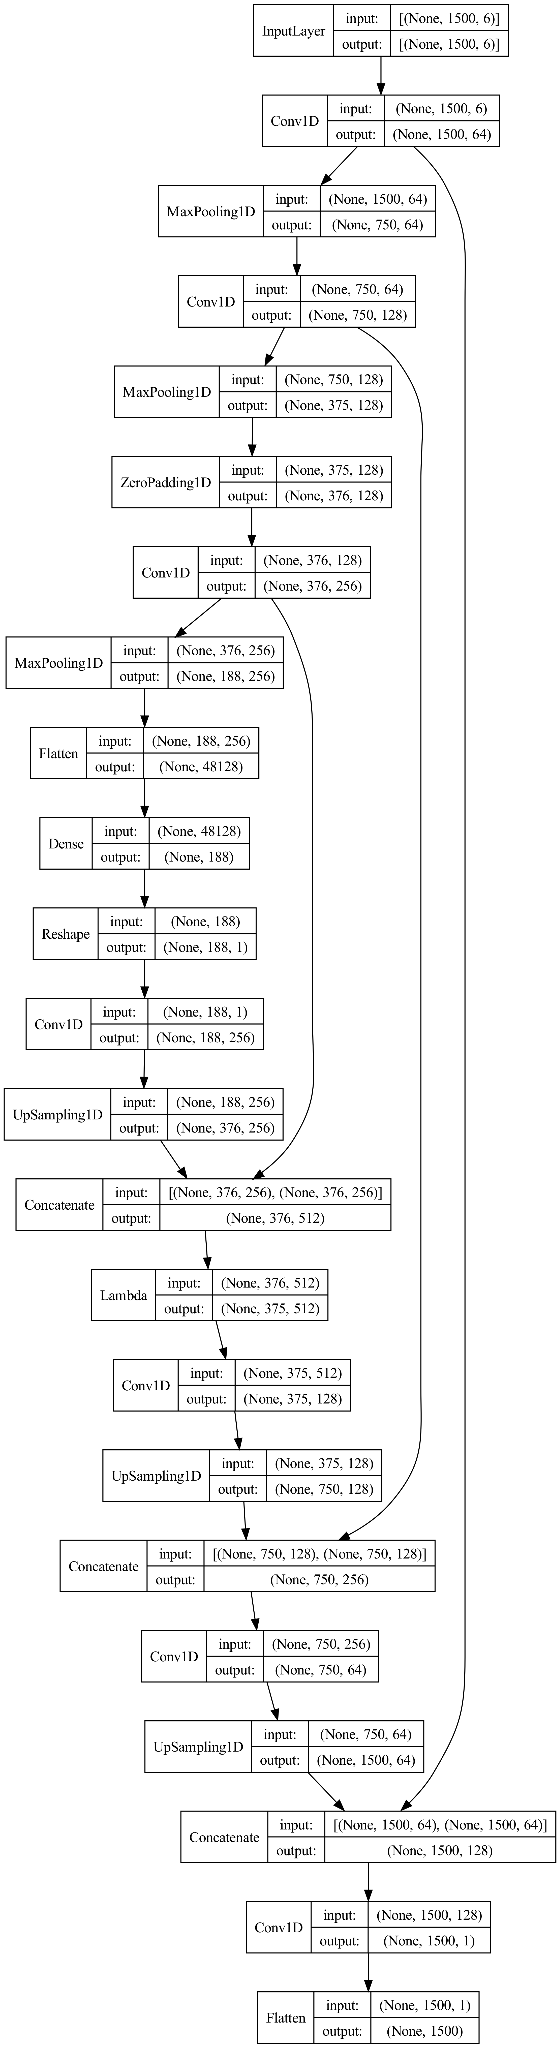 InputLayer
input: [(None, 1500, 6)]
output: [(None, 1500, 6)]
Conv1D
input: (None, 1500, 6)
output: (None, 1500, 64)
MaxPooling1D
input: (None, 1500, 64)
output: (None, 750, 64)
Conv1D
input: (None, 750, 64)
output: (None, 750, 128)
MaxPooling1D
input: (None, 750, 128)
output: (None, 375, 128)
ZeroPadding1D
input: (None, 375, 128)
output: (None, 376, 128)
Conv1D
input: (None, 376, 128)
output: (None, 376, 256)
MaxPooling1D
input: (None, 376, 256)
output: (None, 188, 256)
Flatten
input: (None, 188, 256)
output: (None, 48128)
Dense
input: (None, 48128)
output: (None, 188)
Reshape
input: (None, 188)
output: (None, 188, 1)
Conv1D
input: (None, 188, 1)
output: (None, 188, 256)
UpSampling1D
input: (None, 188, 256)
output: (None, 376, 256)
Concatenate
input: [(None, 376, 256), (None, 376, 256)]
output: (None, 376, 512)
Lambda
input: (None, 376, 512)
output: (None, 375, 512)
Conv1D
input: (None, 375, 512)
output: (None, 375, 128)
UpSampling1D
input: (None, 375, 128)
output: (None, 750, 128)
Concatenate
input: [(None, 750, 128), (None, 750, 128)]
output: (None, 750, 256)
Conv1D
input: (None, 750, 256)
output: (None, 750, 64)
UpSampling1D
input: (None, 750, 64)
output: (None, 1500, 64)
Concatenate
input: [(None, 1500, 64), (None, 1500, 64)]
output: (None, 1500, 128)
Conv1D
input: (None, 1500, 128)
output: (None, 1500, 1)
Flatten
input: (None, 1500, 1)
output: (None, 1500)